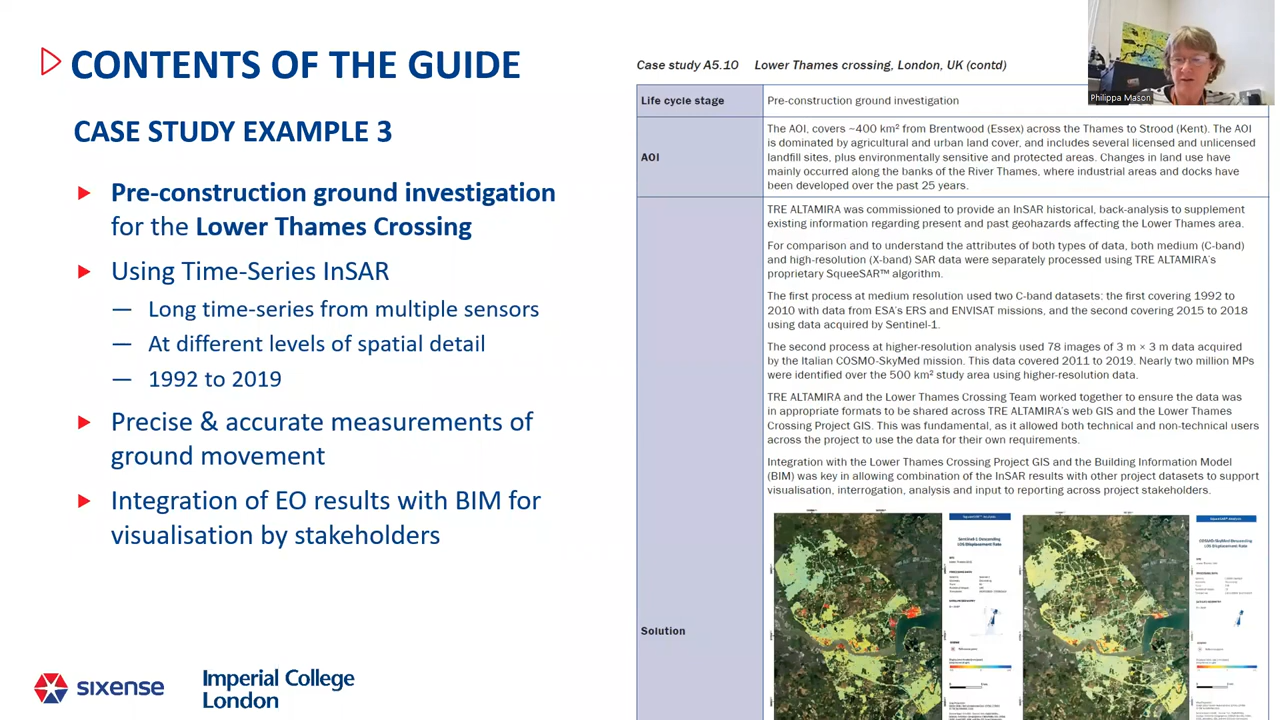 CONTENTS OF THE GUIDE
CASE STUDY EXAMPLE 3
Pre-construction ground investigation
for the Lower Thames Crossing
Using Time-Series InSAR
— Long time-series from multiple sensors
— At different levels of spatial detail
— 1992 to 2019
Precise & accurate measurements of
ground movement
Integration of EO results with BIM for
visualisation by stakeholders
sixense
Imperial College
London
Case study A5.10 Lower Thames crossing, London, UK (contd)
Philippa Mason
Life cycle stage
Pre-construction ground investigation
AOI
The AOI, covers ~400 km² from Brentwood (Essex) across the Thames to Strood (Kent). The AOI
is dominated by agricultural and urban land cover, and includes several licensed and unlicensed
landfill sites, plus environmentally sensitive and protected areas. Changes in land use have
mainly occurred along the banks of the River Thames, where industrial areas and docks have
been developed over the past 25 years.
Solution
TRE ALTAMIRA was commissioned to provide an InSAR historical, back-analysis to supplement
existing information regarding present and past geohazards affecting the Lower Thames area.
For comparison and to understand the attributes of both types of data, both medium (C-band)
and high-resolution (X-band) SAR data were separately processed using TRE ALTAMIRA's
proprietary SqueeSAR™ algorithm.
The first process at medium resolution used two C-band datasets: the first covering 1992 to
2010 with data from ESA's ERS and ENVISAT missions, and the second covering 2015 to 2018
using data acquired by Sentinel-1.
The second process at higher-resolution analysis used 78 images of 3 m × 3 m data acquired
by the Italian COSMO-SkyMed mission. This data covered 2011 to 2019. Nearly two million MPs
were identified over the 500 km² study area using higher-resolution data.
TRE ALTAMIRA and the Lower Thames Crossing Team worked together to ensure the data was
in appropriate formats to be shared across TRE ALTAMIRA's web GIS and the Lower Thames
Crossing Project GIS. This was fundamental, as it allowed both technical and non-technical users
across the project to use the data for their own requirements.
Integration with the Lower Thames Crossing Project GIS and the Building Information Model
(BIM) was key in allowing combination of the InSAR results with other project datasets to support
visualisation, interrogation, analysis and input to reporting across project stakeholders.
Sentinel-1 Descending
LOS Displacement Rate
COSMO-SkyMed Descending
LOS Displacement Rate